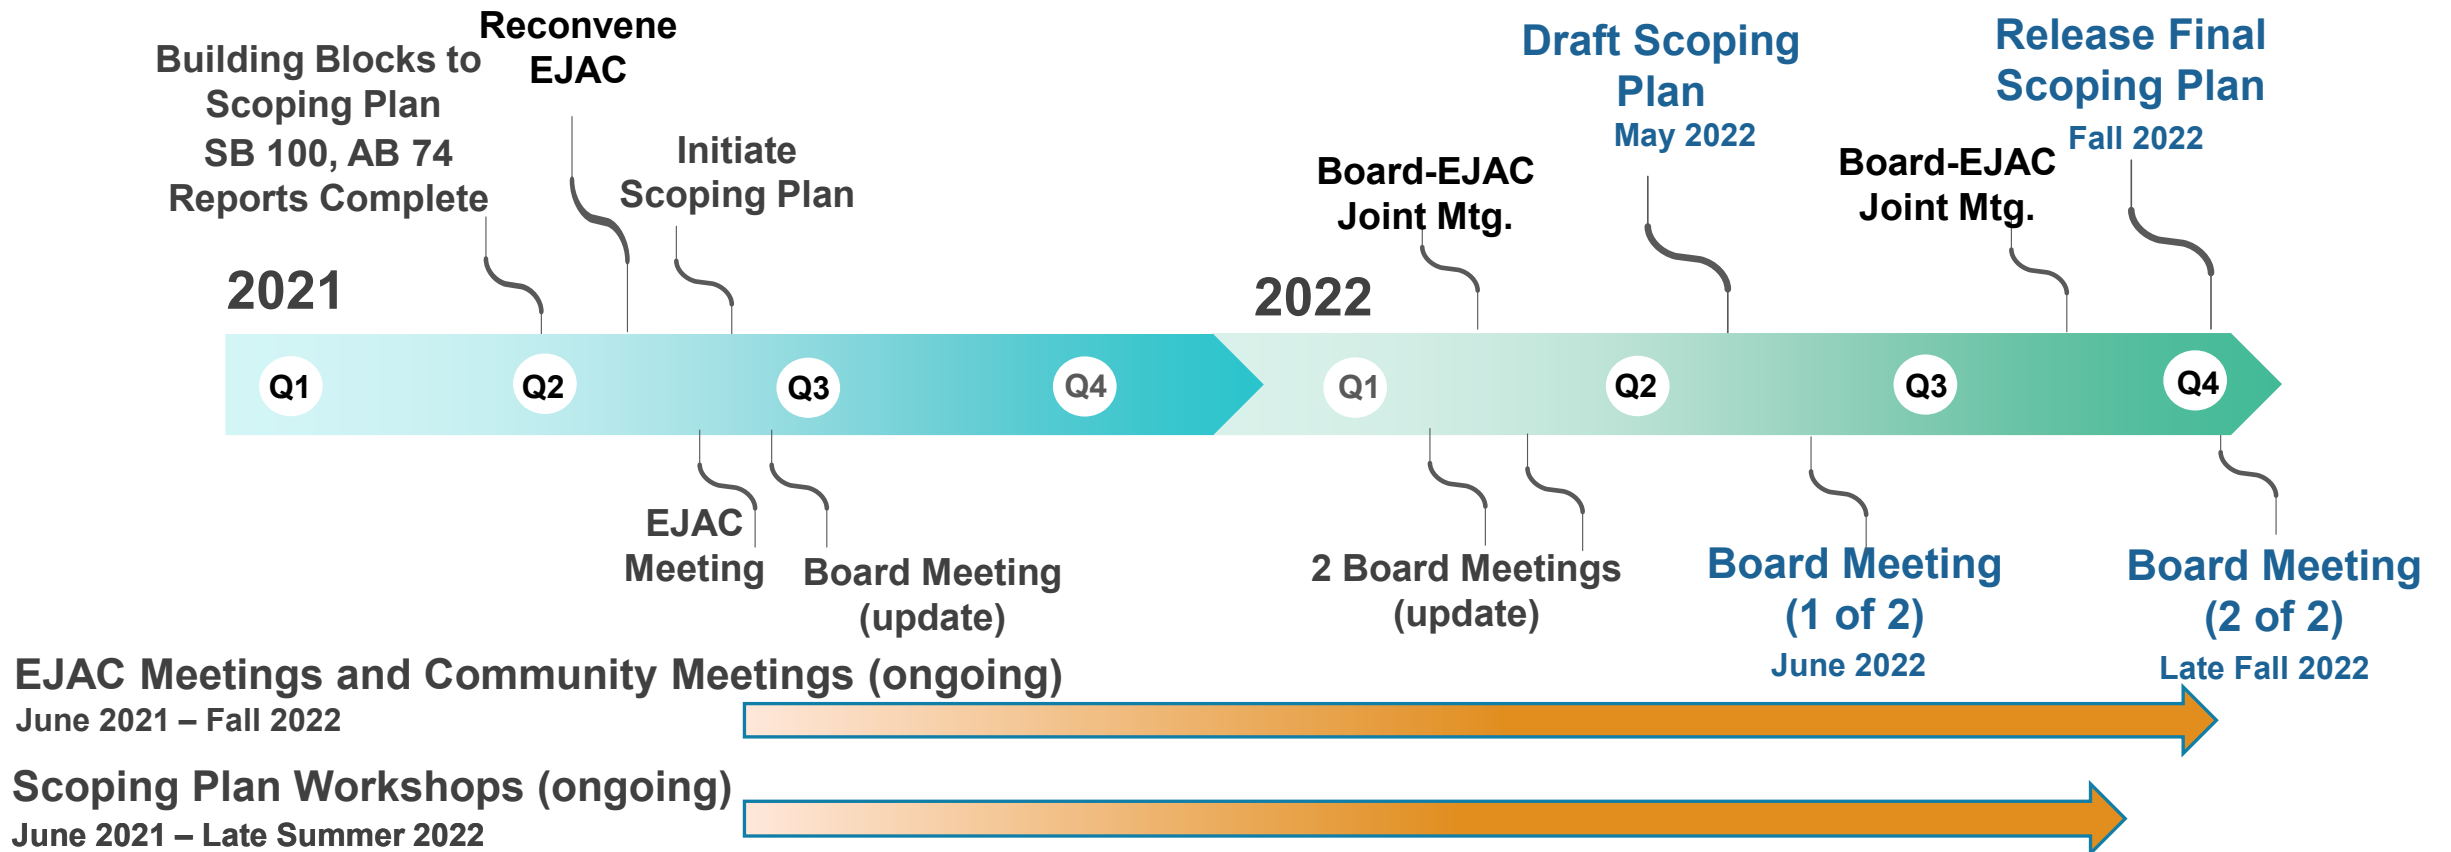 Reconvene
EJAC
Building Blocks to
Scoping Plan
SB 100, AB 74
Reports Complete
Initiate
Scoping Plan
Draft Scoping
Plan
May 2022
Board-EJAC
Joint Mtg.
Release Final
Scoping Plan
Fall 2022
Board-EJAC
Joint Mtg.
2021
2022
Q1
Q2
Q3
Q4
Q1
Q2
Q3
Q4
EJAC
Meeting
Board Meeting
(update)
2 Board Meetings
(update)
Board Meeting
(1 of 2)
June 2022
Board Meeting
(2 of 2)
Late Fall 2022
EJAC Meetings and Community Meetings (ongoing)
June 2021 – Fall 2022
Scoping Plan Workshops (ongoing)
June 2021 – Late Summer 2022